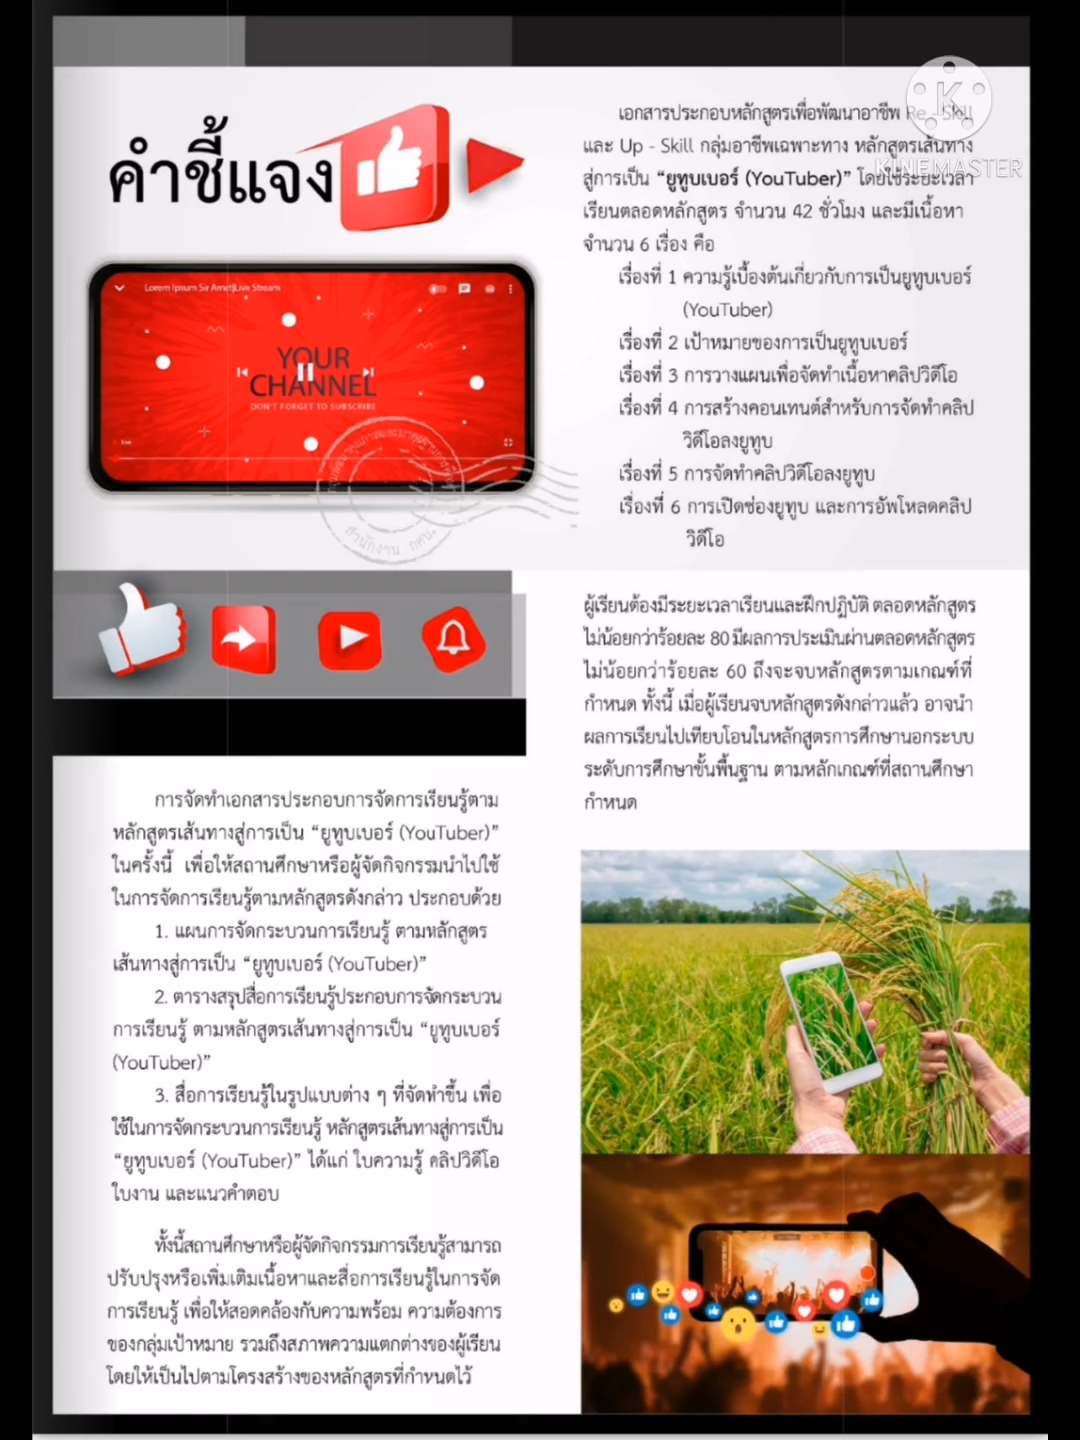 คำชี้แจง
Lorem Ipsum Sir Amet|Live Stream
YOUR
CHANNEL
DON'T FORGET TO SUBSCRIBE
Live
สำนักงาน กศน.
K
KINEMASTER
เอกสารประกอบหลักสูตรเพื่อพัฒนาอาชีพ Re - Skill
และ Up - Skill กลุ่มอาชีพเฉพาะทาง หลักสูตรเส้นทาง
สู่การเป็น “ยูทูบเบอร์ (YouTuber)” โดยใช้ระยะเวลา
เรียนตลอดหลักสูตร จำนวน 42 ชั่วโมง และมีเนื้อหา
จำนวน 6 เรื่อง คือ
เรื่องที่ 1 ความรู้เบื้องต้นเกี่ยวกับการเป็นยูทูบเบอร์
(YouTuber)
เรื่องที่ 2 เป้าหมายของการเป็นยูทูบเบอร์
เรื่องที่ 3 การวางแผนเพื่อจัดทำเนื้อหาคลิปวิดีโอ
เรื่องที่ 4 การสร้างคอนเทนต์สำหรับการจัดทำคลิป
วิดีโอลงยูทูบ
เรื่องที่ 5 การจัดทำคลิปวิดีโอลงยูทูบ
เรื่องที่ 6 การเปิดช่องยูทูบ และการอัพโหลดคลิป
วิดีโอ
ผู้เรียนต้องมีระยะเวลาเรียนและฝึกปฏิบัติ ตลอดหลักสูตร
ไม่น้อยกว่าร้อยละ 80 มีผลการประเมินผ่านตลอดหลักสูตร
ไม่น้อยกว่าร้อยละ 60 ถึงจะจบหลักสูตรตามเกณฑ์ที่
กำหนด ทั้งนี้ เมื่อผู้เรียนจบหลักสูตรดังกล่าวแล้ว อาจนำ
ผลการเรียนไปเทียบโอนในหลักสูตรการศึกษานอกระบบ
ระดับการศึกษาขั้นพื้นฐาน ตามหลักเกณฑ์ที่สถานศึกษา
กำหนด
การจัดทำเอกสารประกอบการจัดการเรียนรู้ตาม
หลักสูตรเส้นทางสู่การเป็น “ยูทูบเบอร์ (YouTuber)”
ในครั้งนี้ เพื่อให้สถานศึกษาหรือผู้จัดกิจกรรมนำไปใช้
ในการจัดการเรียนรู้ตามหลักสูตรดังกล่าว ประกอบด้วย
1. แผนการจัดกระบวนการเรียนรู้ ตามหลักสูตร
เส้นทางสู่การเป็น “ยูทูบเบอร์ (YouTuber)”
2. ตารางสรุปสื่อการเรียนรู้ประกอบการจัดกระบวน
การเรียนรู้ ตามหลักสูตรเส้นทางสู่การเป็น “ยูทูบเบอร์
(YouTuber)”
3. สื่อการเรียนรู้ในรูปแบบต่าง ๆ ที่จัดทำขึ้น เพื่อ
ใช้ในการจัดกระบวนการเรียนรู้ หลักสูตรเส้นทางสู่การเป็น
“ยูทูบเบอร์ (YouTuber)” ได้แก่ ใบความรู้ คลิปวิดีโอ
ใบงาน และแนวคำตอบ
ทั้งนี้สถานศึกษาหรือผู้จัดกิจกรรมการเรียนรู้สามารถ
ปรับปรุงหรือเพิ่มเติมเนื้อหาและสื่อการเรียนรู้ในการจัด
การเรียนรู้ เพื่อให้สอดคล้องกับความพร้อม ความต้องการ
ของกลุ่มเป้าหมาย รวมถึงสภาพความแตกต่างของผู้เรียน
โดยให้เป็นไปตามโครงสร้างของหลักสูตรที่กำหนดไว้